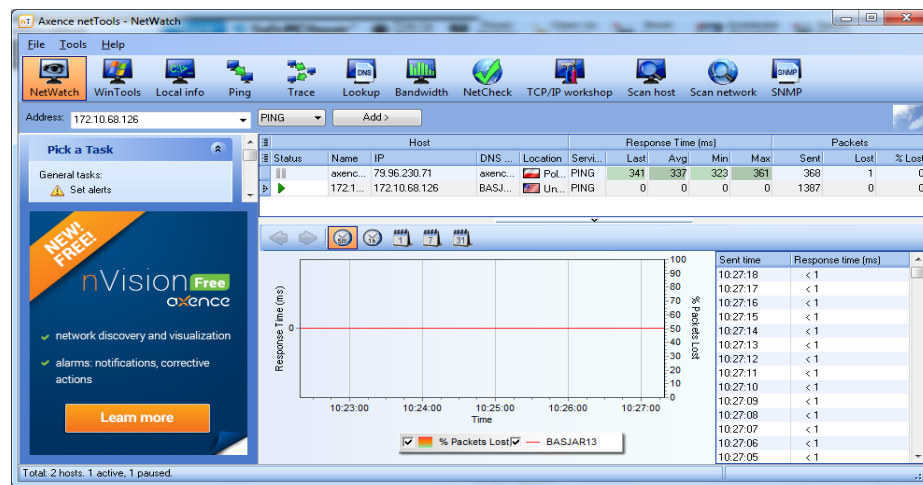 Axence netTools - NetWatch
File Tools Help
NetWatch WinTools Local info Ping Trace Lookup Bandwidth NetCheck TCP/IP workshop Scan host Scan network SNMP
DNS SNMP
Address: 172.10.68.126 PING Add >
Pick a Task
General tasks:
Set alerts
Host Response Time (ms) Packets
Status Name IP DNS ... Location Servi... Last Avg Min Max Sent Lost % Lost
axenc... 79.96.230.71 axenc... Pol... PING 341 337 323 361 368 1 0
172.1... 172.10.68.126 BASJ... Un... PING 0 0 0 0 1387 0 0
NEW!
FREE!
nVision Free
axence
network discovery and visualization
alarms: notifications, corrective
actions
Learn more
5m 1h 1 7 31
Response Time (ms)
0
100
90
80
70
60
50
40
30
20
10
0
% Packets Lost
10:23:00 10:24:00 10:25:00 10:26:00 10:27:00
Time
% Packets Lost BASJAR13
Sent time Response time (ms)
10:27:18 < 1
10:27:17 < 1
10:27:16 < 1
10:27:15 < 1
10:27:14 < 1
10:27:13 < 1
10:27:12 < 1
10:27:11 < 1
10:27:10 < 1
10:27:09 < 1
10:27:08 < 1
10:27:07 < 1
10:27:06 < 1
10:27:05 < 1
Total: 2 hosts. 1 active, 1 paused.